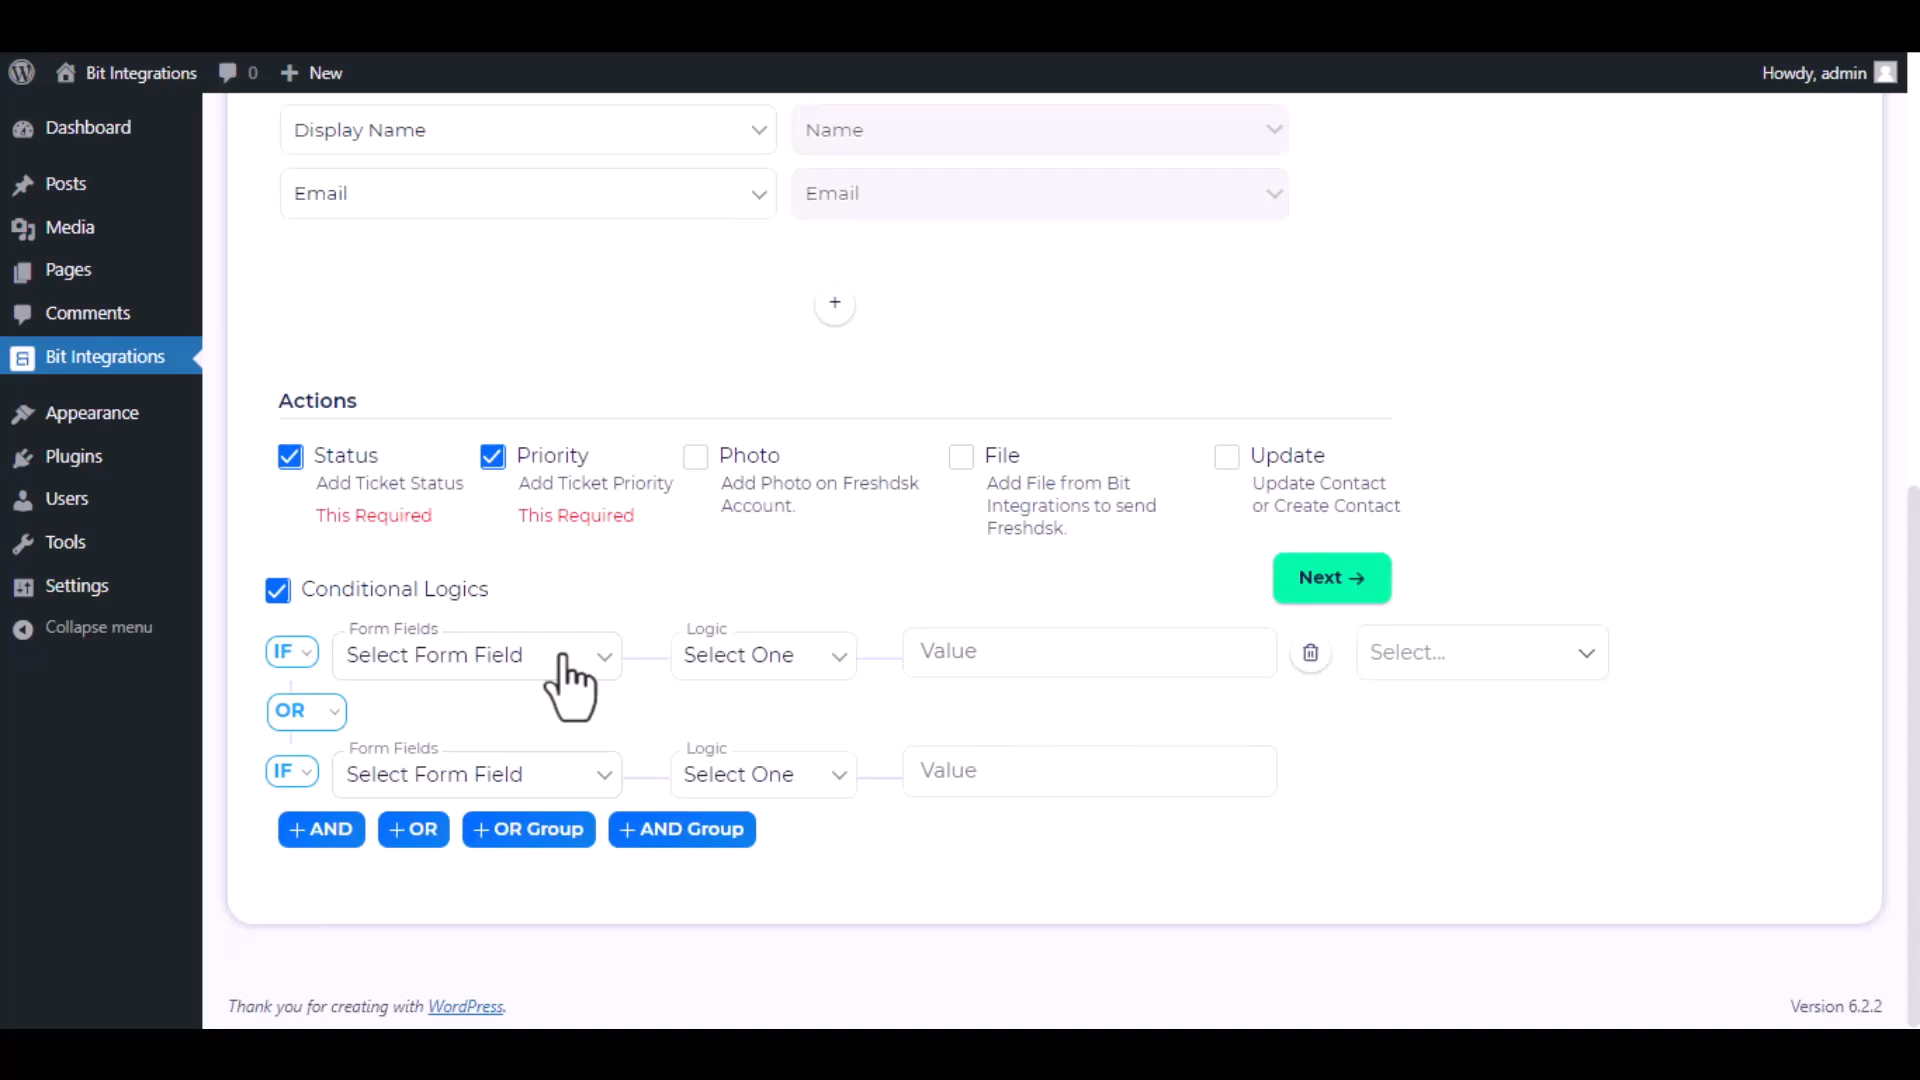 Bit Integrations 0 New Howdy, admin
Dashboard
Posts
Media
Pages
Comments
Bit Integrations
Appearance
Plugins
Users
Tools
Settings
Collapse menu
Display Name Name
Email Email
+
Actions
Status Priority Photo File Update
Add Ticket Status Add Ticket Priority Add Photo on Freshdsk Add File from Bit Update Contact
Account. Integrations to send or Create Contact
This Required This Required Freshdsk.
Next →
Conditional Logics
Form Fields Logic
IF Select Form Field Select One Value Select...
OR
Form Fields Logic
IF Select Form Field Select One Value
+ AND + OR + OR Group + AND Group
Thank you for creating with WordPress. Version 6.2.2